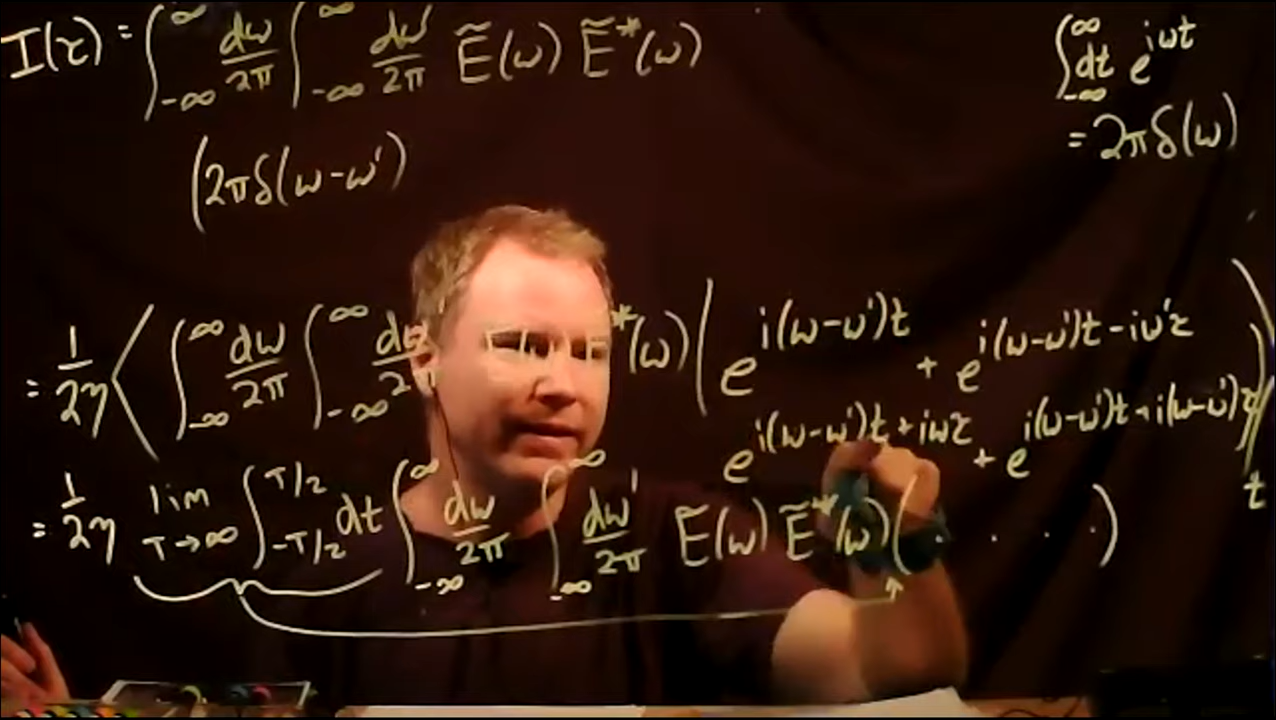 I(τ) = ∫_{-∞}^{∞} dω/2π ∫_{-∞}^{∞} dω/2π Ẽ(ω) Ẽ*(ω)
(2πδ(ω-ω')
∫_{-∞}^{∞} dt e^{iωt}
= 2πδ(ω)
= 1/2η ⟨ ∫_{-∞}^{∞} dω/2π ∫_{-∞}^{∞} *(ω) ( e^{i(ω-ω')t} + e^{i(ω-ω')t - iω'τ}
e^{i(ω-ω')t + iωτ} + e^{i(ω-ω')t + i(ω-ω')τ} ) ⟩_t
= 1/2η lim_{T→∞} ∫_{-T/2}^{T/2} dt ∫_{-∞}^{∞} dω/2π ∫_{-∞}^{∞} dω'/2π Ẽ(ω) Ẽ*(ω) ( . . . . )